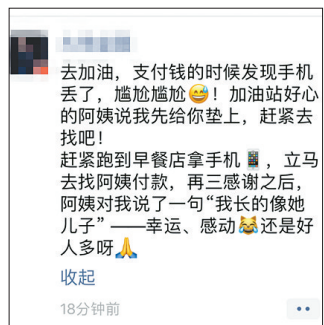 去加油，支付钱的时候发现手机
丢了，尴尬尴尬😅！加油站好心
的阿姨说我先给你垫上，赶紧去
找吧！
赶紧跑到早餐店拿手机📱，立马
去找阿姨付款，再三感谢之后，
阿姨对我说了一句“我长的像她
儿子” ——幸运、感动😹还是好
人多呀🙏
收起
18分钟前